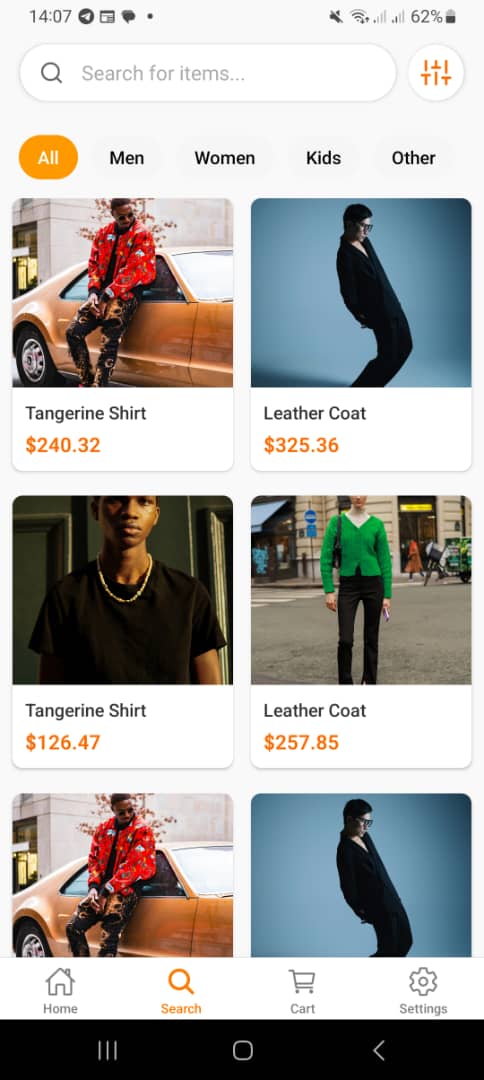 14:07
62%
Search for items...
All
Men
Women
Kids
Other
Tangerine Shirt
$240.32
Leather Coat
$325.36
Tangerine Shirt
$126.47
Leather Coat
$257.85
Home
Search
Cart
Settings